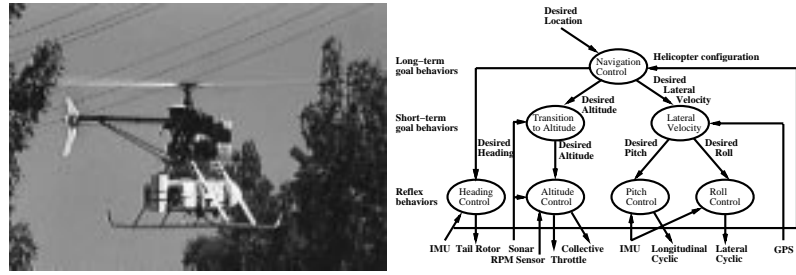 Desired
Location
Long-term
goal behaviors
Navigation
Control
Helicopter configuration
Desired
Altitude
Desired
Lateral
Velocity
Short-term
goal behaviors
Transition
to Altitude
Lateral
Velocity
Desired
Heading
Desired
Altitude
Desired
Pitch
Desired
Roll
Reflex
behaviors
Heading
Control
Altitude
Control
Pitch
Control
Roll
Control
IMU
Tail Rotor
Sonar
RPM Sensor
Throttle
Collective
IMU
Longitudinal
Cyclic
Lateral
Cyclic
GPS